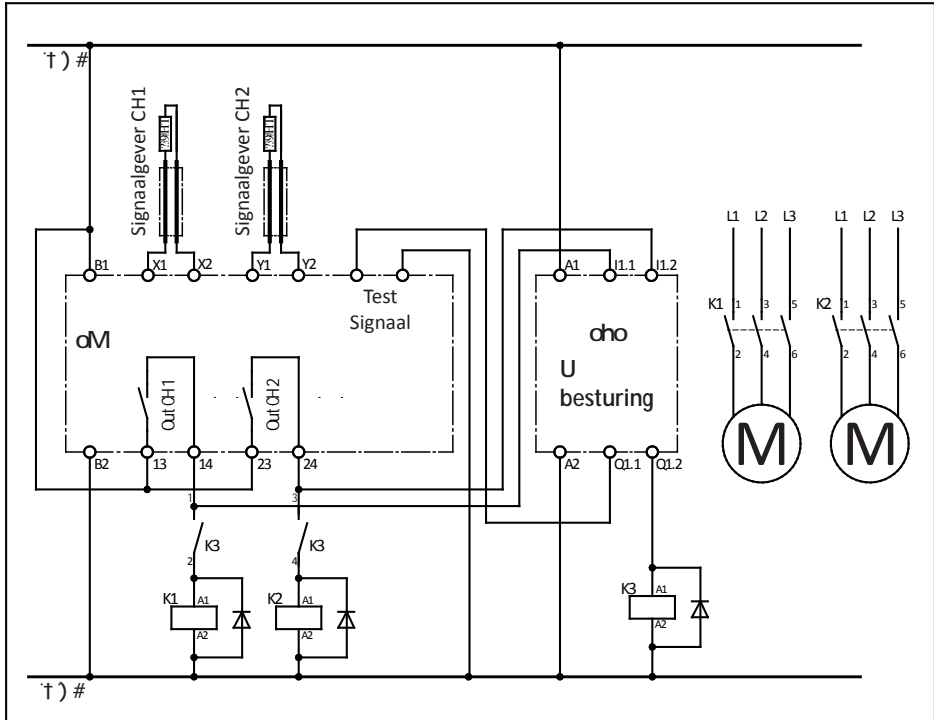 Signaalgever CH1
Signaalgever CH2
L1 L2 L3 L1 L2 L3
B1 X1 X2 Y1 Y2 A1 I1.1 I1.2
Test
Signaal
K1 1 3 5 K2 1 3 5
2 4 6 2 4 6
U
besturing
Out CH1
Out CH2
M M
B2 13 14 23 24 A2 Q1.1 Q1.2
1 3
K3 K3
2 4
K1 A1 K2 A1 K3 A1
A2 A2 A2